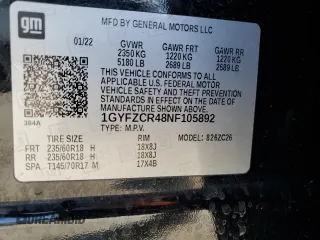 gm
MFD BY GENERAL MOTORS LLC
01/22 GVWR GAWR FRT GAWR RR
2350 KG 1220 KG 1220 KG
5180 LB 2689 LB 2689 LB
THIS VEHICLE CONFORMS TO ALL APPLICABLE
U.S. FEDERAL MOTOR VEHICLE SAFETY
AND THEFT PREVENTION STANDARDS IN EFFECT ON
THE DATE OF MANUFACTURE SHOWN ABOVE.
1GYFZCR48NF105892
TYPE: M.P.V. MODEL: 826ZC26
384A
TIRE SIZE RIM
FRT 235/60R18 H 18X8J
RR 235/60R18 H 18X8J
SPA T145/70R17 M 17X4B